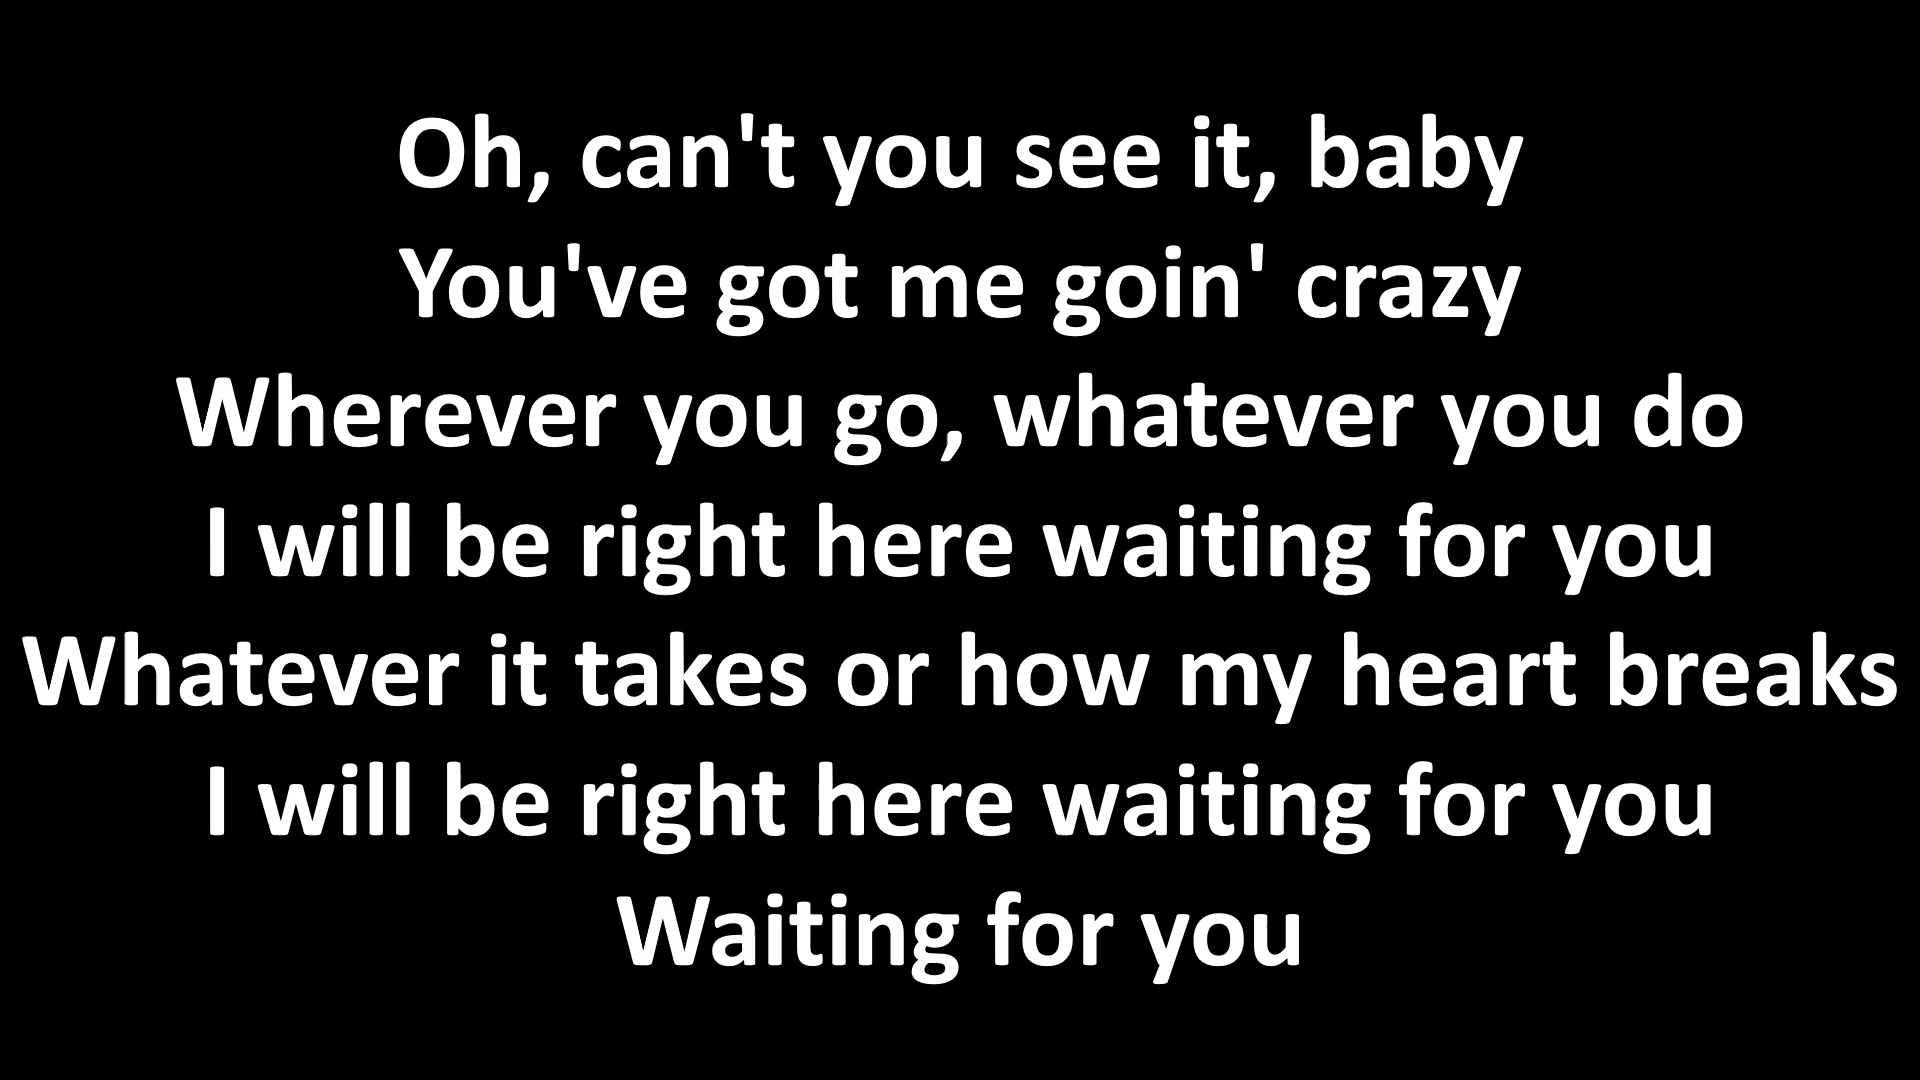 Oh, can't you see it, baby
You've got me goin' crazy
Wherever you go, whatever you do
I will be right here waiting for you
Whatever it takes or how my heart breaks
I will be right here waiting for you
Waiting for you